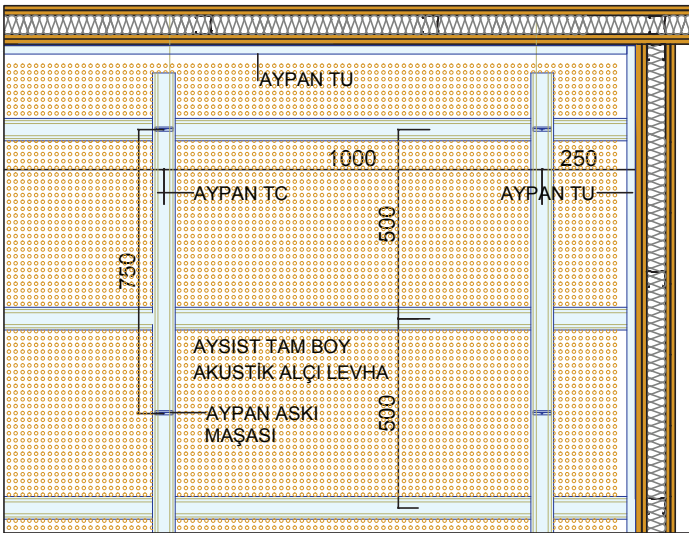 AYPAN TU
1000
250
AYPAN TC
AYPAN TU
500
750
AYSIST TAM BOY
AKUSTİK ALÇI LEVHA
AYPAN ASKI
MAŞASI
500